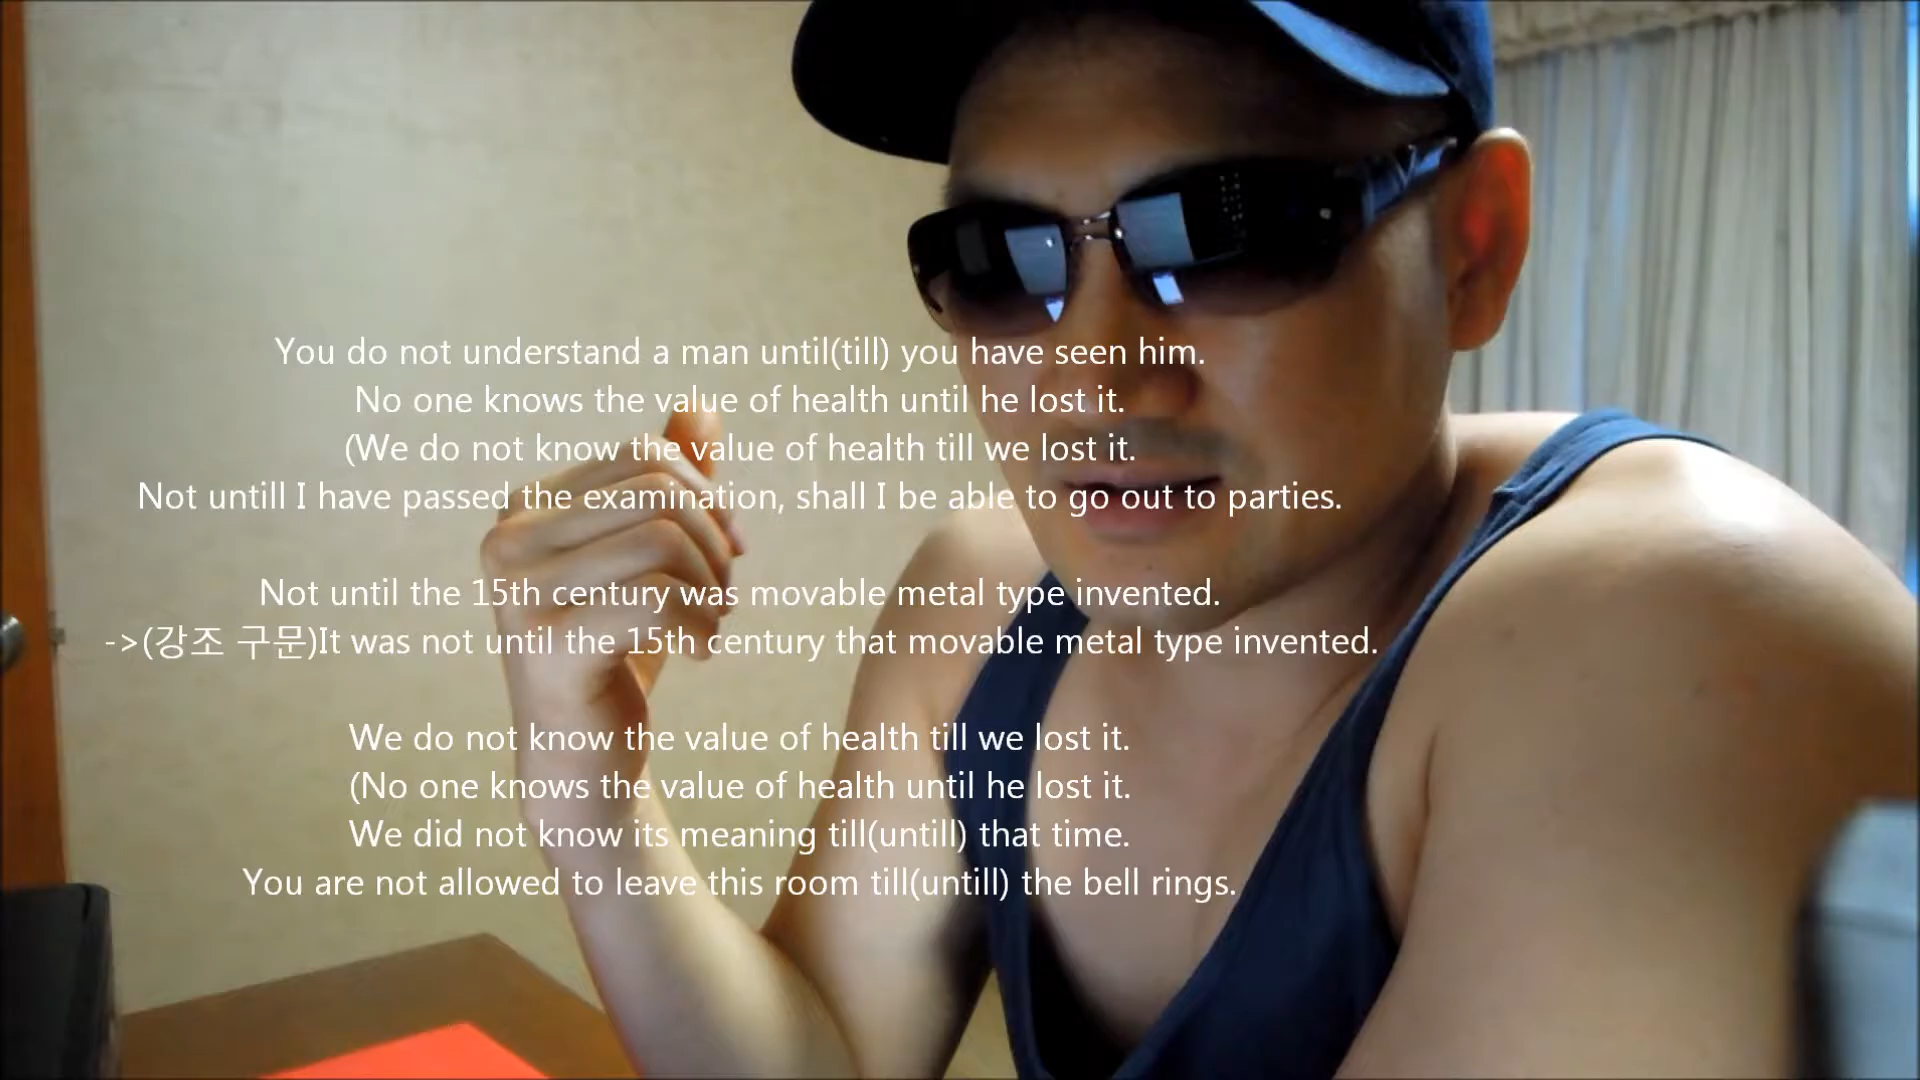 You do not understand a man until(till) you have seen him.
No one knows the value of health until he lost it.
(We do not know the value of health till we lost it.
Not untill I have passed the examination, shall I be able to go out to parties.
Not until the 15th century was movable metal type invented.
->(강조 구문)It was not until the 15th century that movable metal type invented.
We do not know the value of health till we lost it.
(No one knows the value of health until he lost it.
We did not know its meaning till(untill) that time.
You are not allowed to leave this room till(untill) the bell rings.